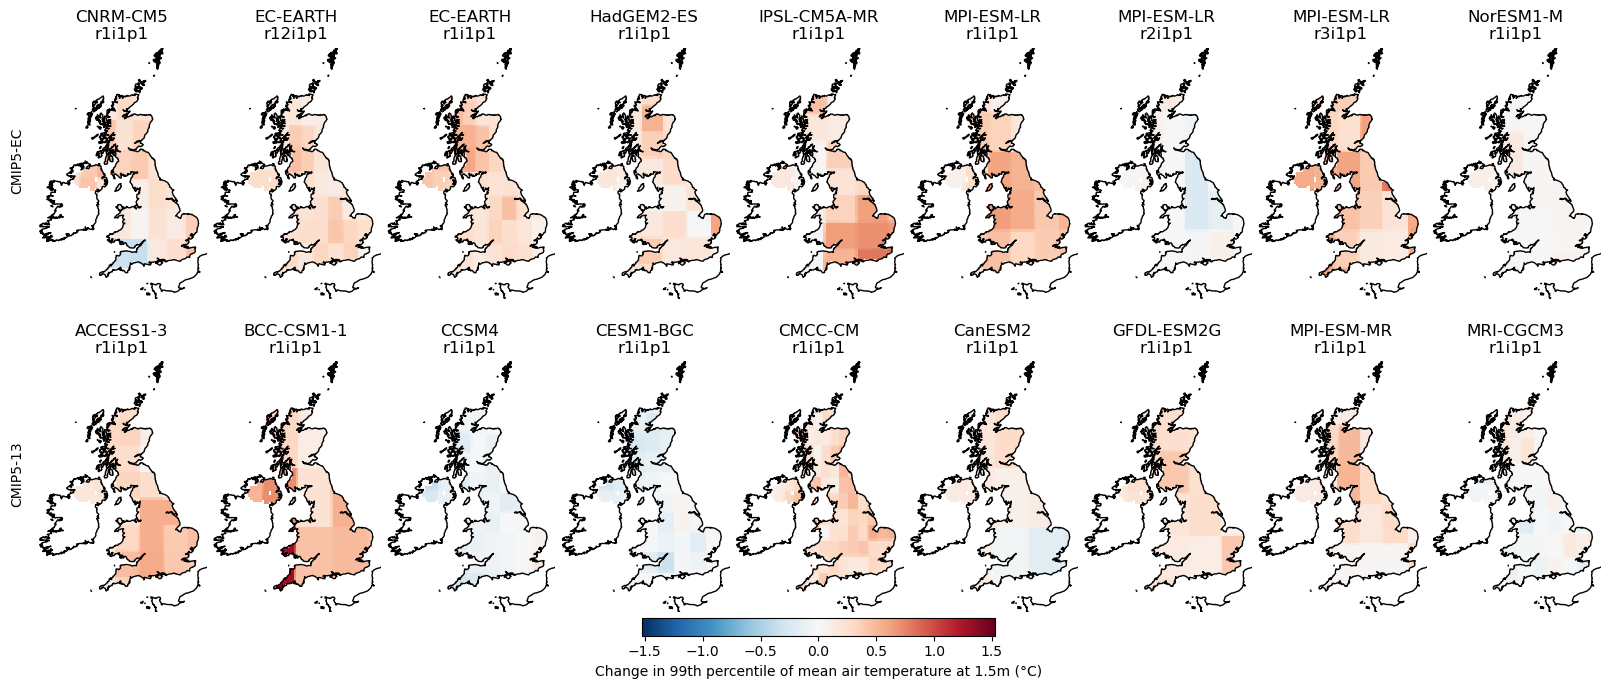 CNRM-CM5 EC-EARTH EC-EARTH HadGEM2-ES IPSL-CM5A-MR MPI-ESM-LR MPI-ESM-LR MPI-ESM-LR NorESM1-M
r1i1p1 r12i1p1 r1i1p1 r1i1p1 r1i1p1 r1i1p1 r2i1p1 r3i1p1 r1i1p1
CMIP5-EC
ACCESS1-3 BCC-CSM1-1 CCSM4 CESM1-BGC CMCC-CM CanESM2 GFDL-ESM2G MPI-ESM-MR MRI-CGCM3
r1i1p1 r1i1p1 r1i1p1 r1i1p1 r1i1p1 r1i1p1 r1i1p1 r1i1p1 r1i1p1
CMIP5-13
−1.5 −1.0 −0.5 0.0 0.5 1.0 1.5
Change in 99th percentile of mean air temperature at 1.5m (°C)